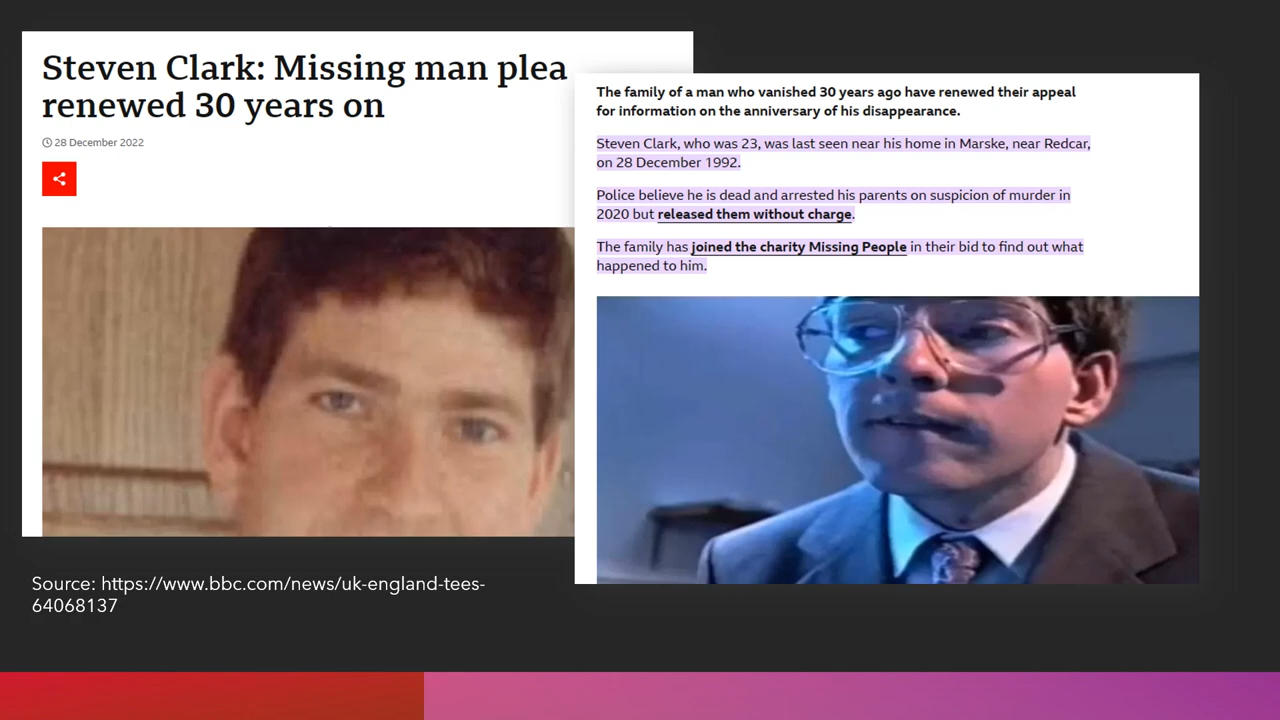 Steven Clark: Missing man plea
renewed 30 years on
28 December 2022
The family of a man who vanished 30 years ago have renewed their appeal
for information on the anniversary of his disappearance.
Steven Clark, who was 23, was last seen near his home in Marske, near Redcar,
on 28 December 1992.
Police believe he is dead and arrested his parents on suspicion of murder in
2020 but released them without charge.
The family has joined the charity Missing People in their bid to find out what
happened to him.
Source: https://www.bbc.com/news/uk-england-tees-
64068137